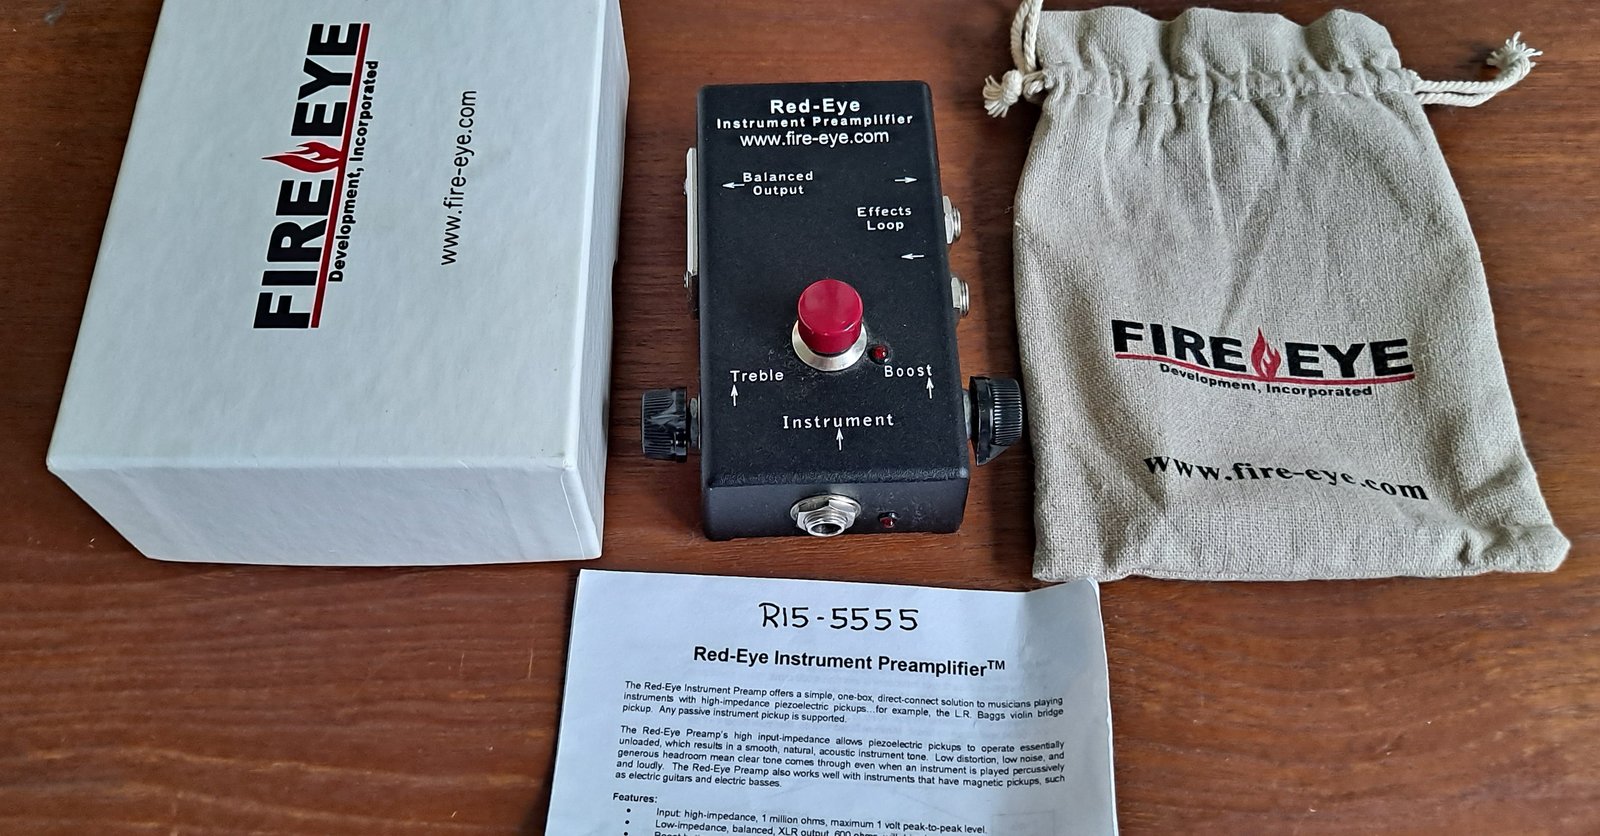 FIRE EYE
Development, Incorporated
www.fire-eye.com
Red-Eye
Instrument Preamplifier
www.fire-eye.com
Balanced
Output
Effects
Loop
Treble
Boost
Instrument
FIRE EYE
Development, Incorporated
www.fire-eye.com
R15-5555
Red-Eye Instrument Preamplifier™
The Red-Eye Instrument Preamp offers a simple, one-box, direct-connect solution to musicians playing
instruments with high-impedance piezoelectric pickups...for example, the L.R. Baggs violin bridge
pickup. Any passive instrument pickup is supported.
The Red-Eye Preamp's high input-impedance allows piezoelectric pickups to operate essentially
unloaded, which results in a smooth, natural, acoustic instrument tone. Low distortion, low noise, and
generous headroom mean clear tone comes through even when an instrument is played percussively
and loudly. The Red-Eye Preamp also works well with instruments that have magnetic pickups, such
as electric guitars and electric basses.
Features:
• Input: high-impedance, 1 million ohms, maximum 1 volt peak-to-peak level.
• Low-impedance, balanced, XLR output, 600 ohms